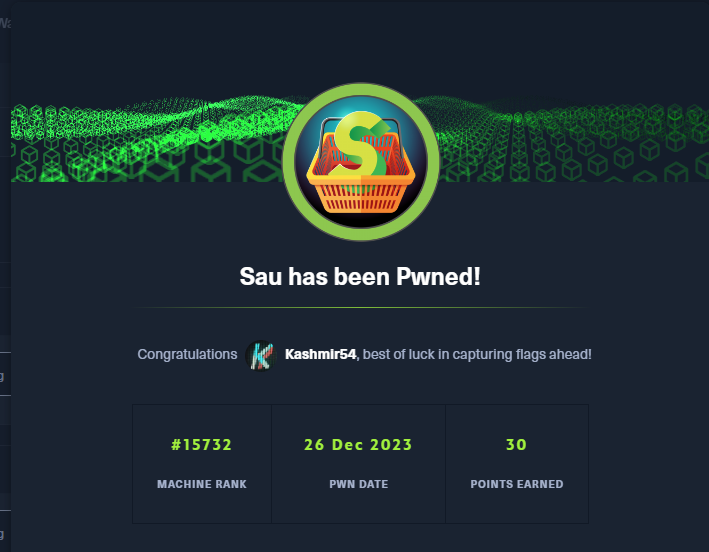 Sau has been Pwned!
Congratulations Kashmir54, best of luck in capturing flags ahead!
#15732 26 Dec 2023 30
MACHINE RANK PWN DATE POINTS EARNED